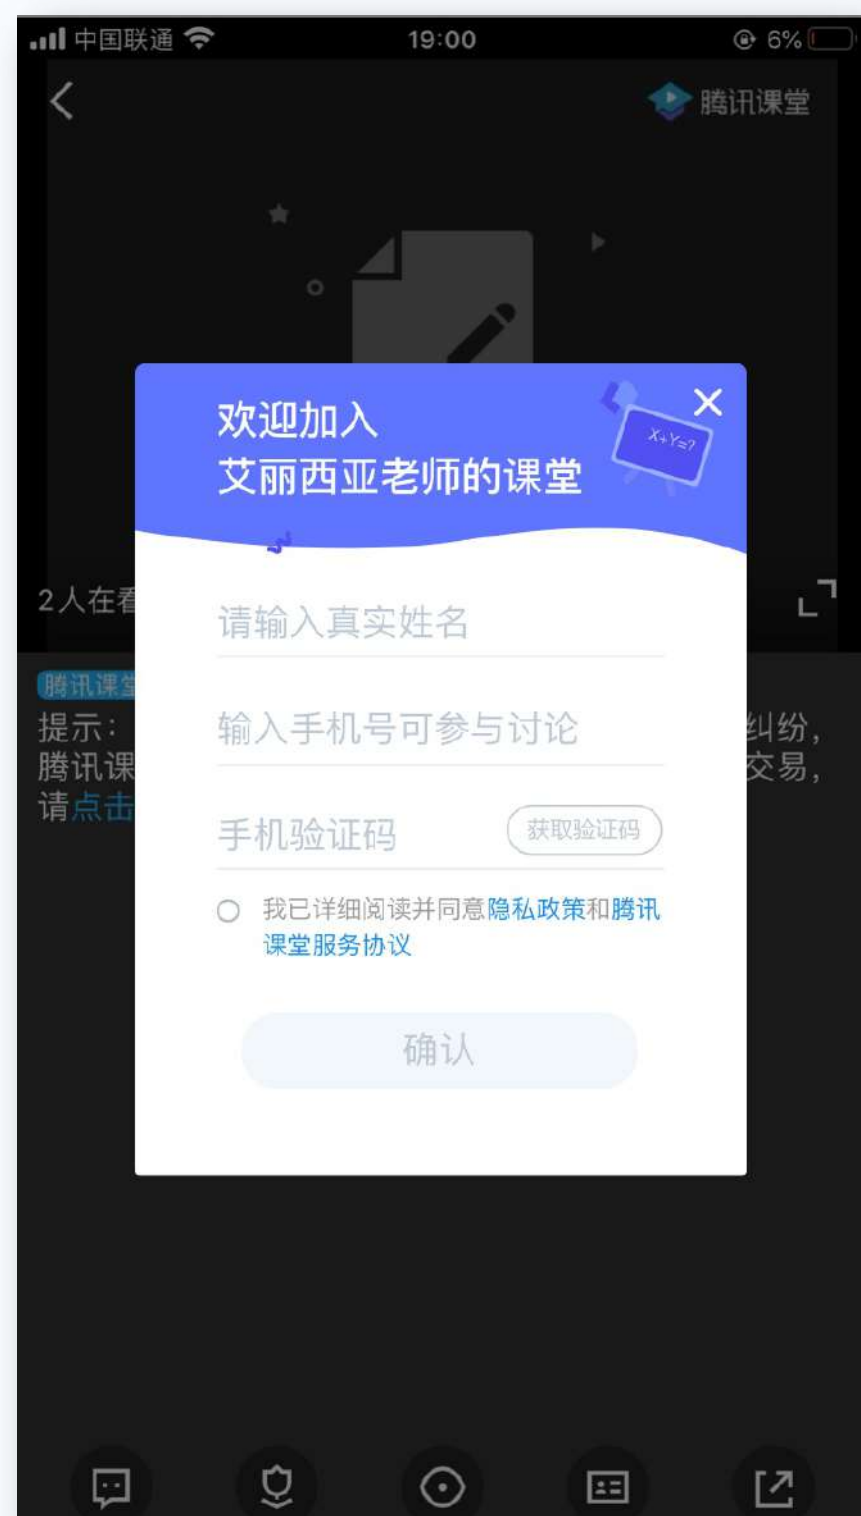 中国联通
19:00
6%
腾讯课堂
欢迎加入
艾丽西亚老师的课堂
X+Y=?
2人在看
请输入真实姓名
腾讯课堂
提示：
输入手机号可参与讨论
纠纷，
腾讯课
交易，
请点击
手机验证码
获取验证码
我已详细阅读并同意隐私政策和腾讯
课堂服务协议
确认